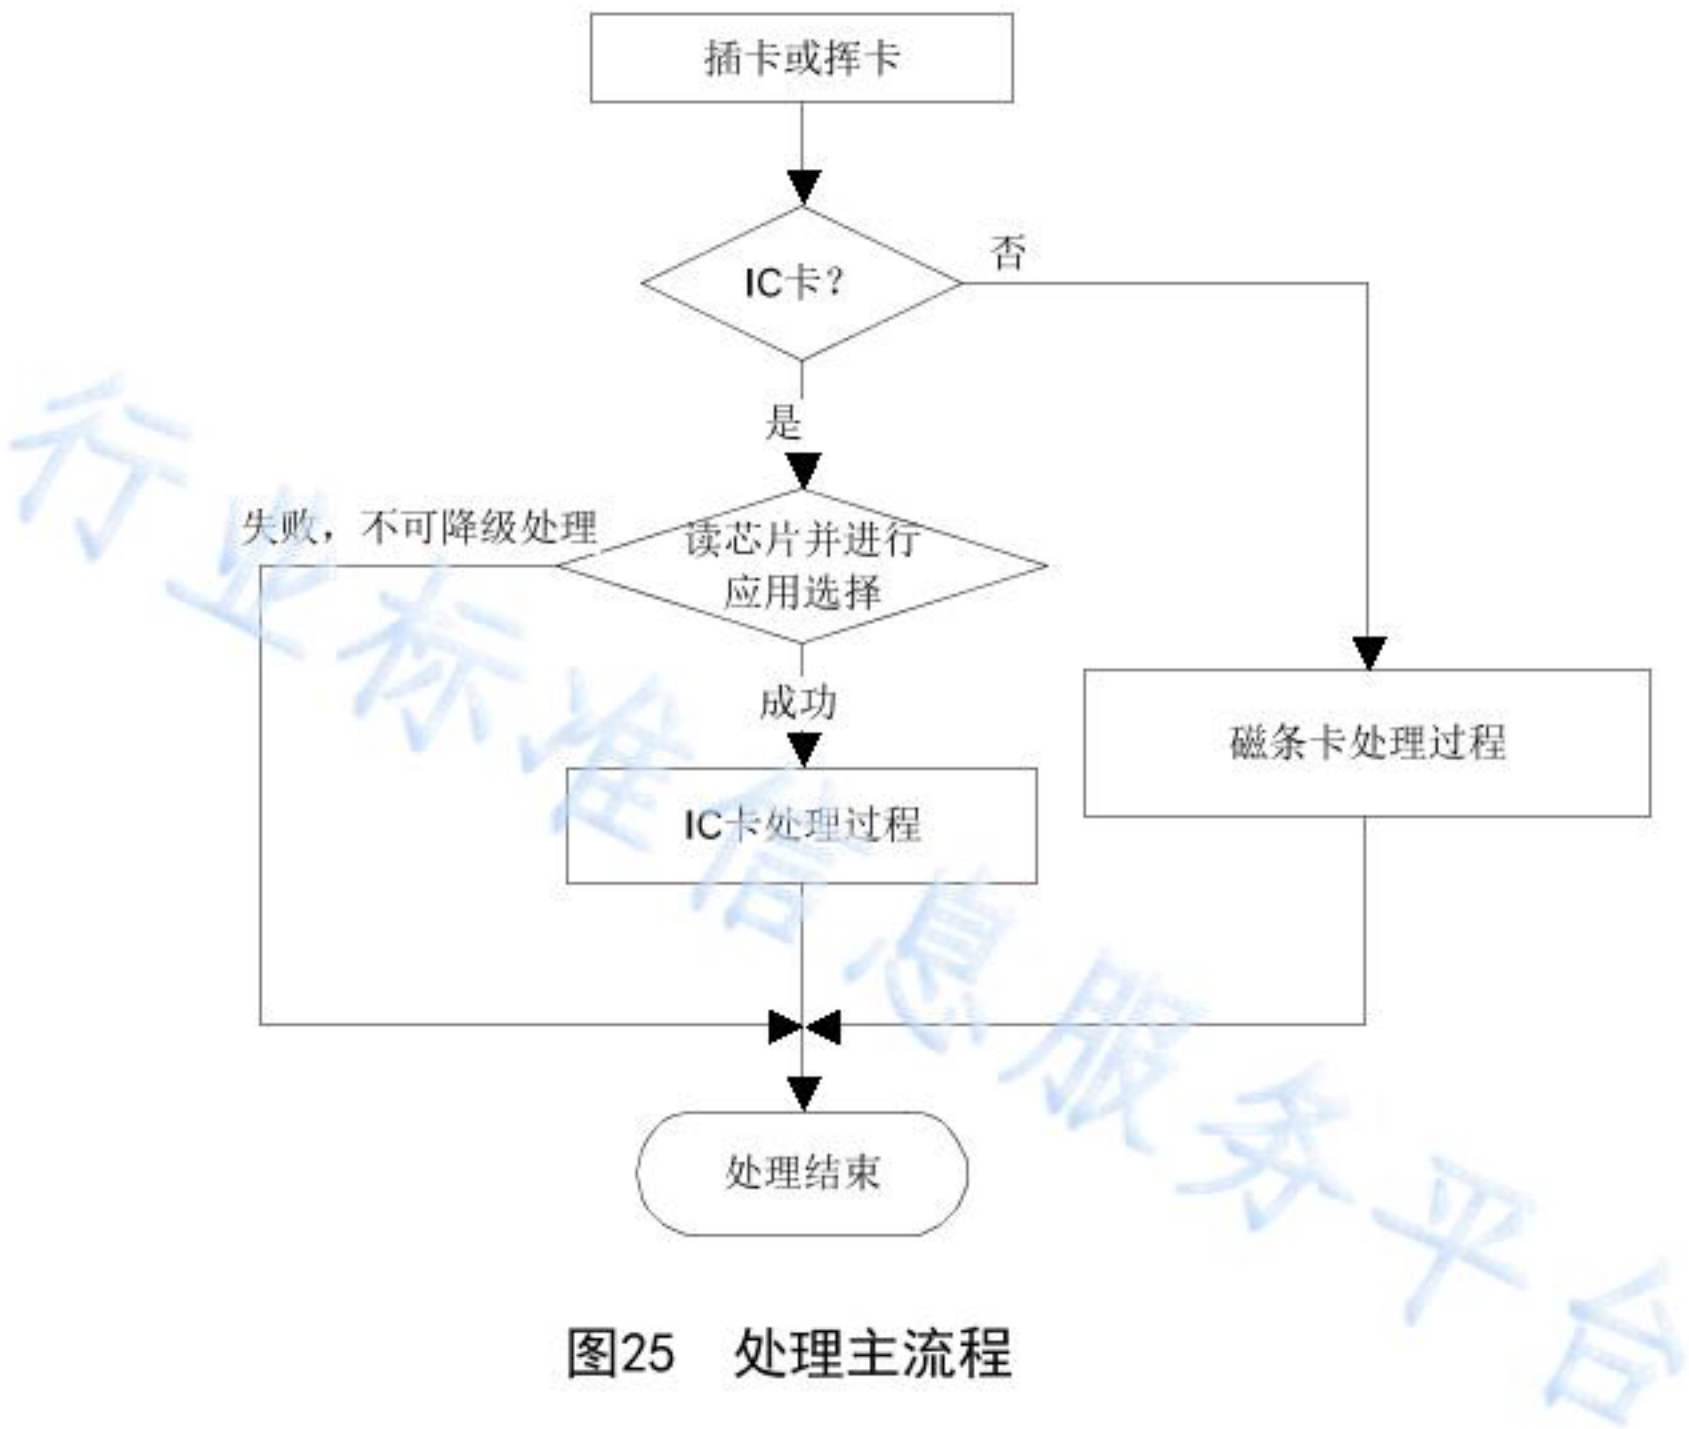 插卡或挥卡
IC卡？
否
是
失败，不可降级处理
读芯片并进行
应用选择
成功
磁条卡处理过程
IC卡处理过程
处理结束
图25 处理主流程
行业标准信息服务平台